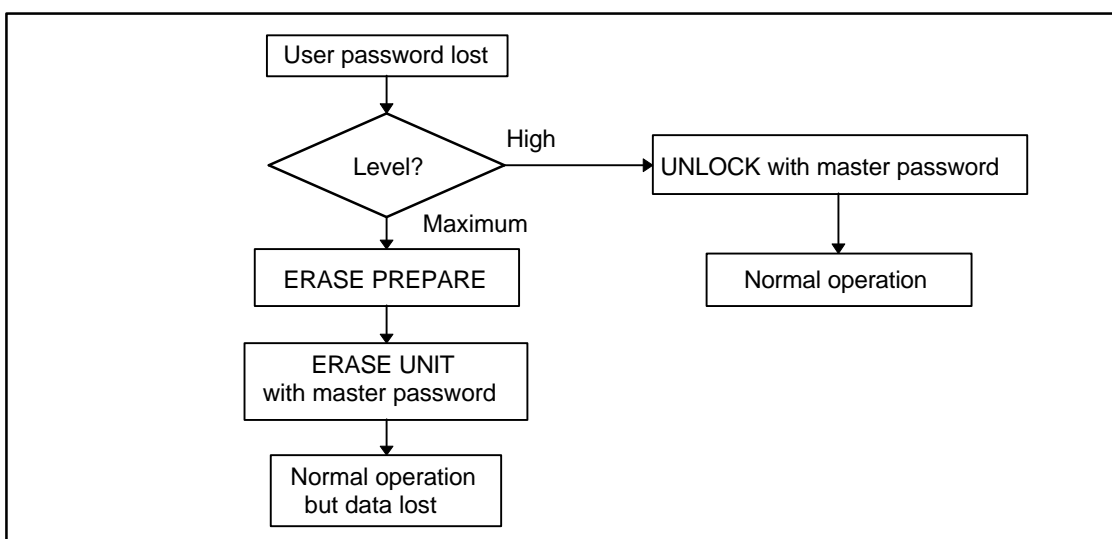 User password lost
Level?
High
UNLOCK with master password
Maximum
ERASE PREPARE
Normal operation
ERASE UNIT
with master password
Normal operation
but data lost